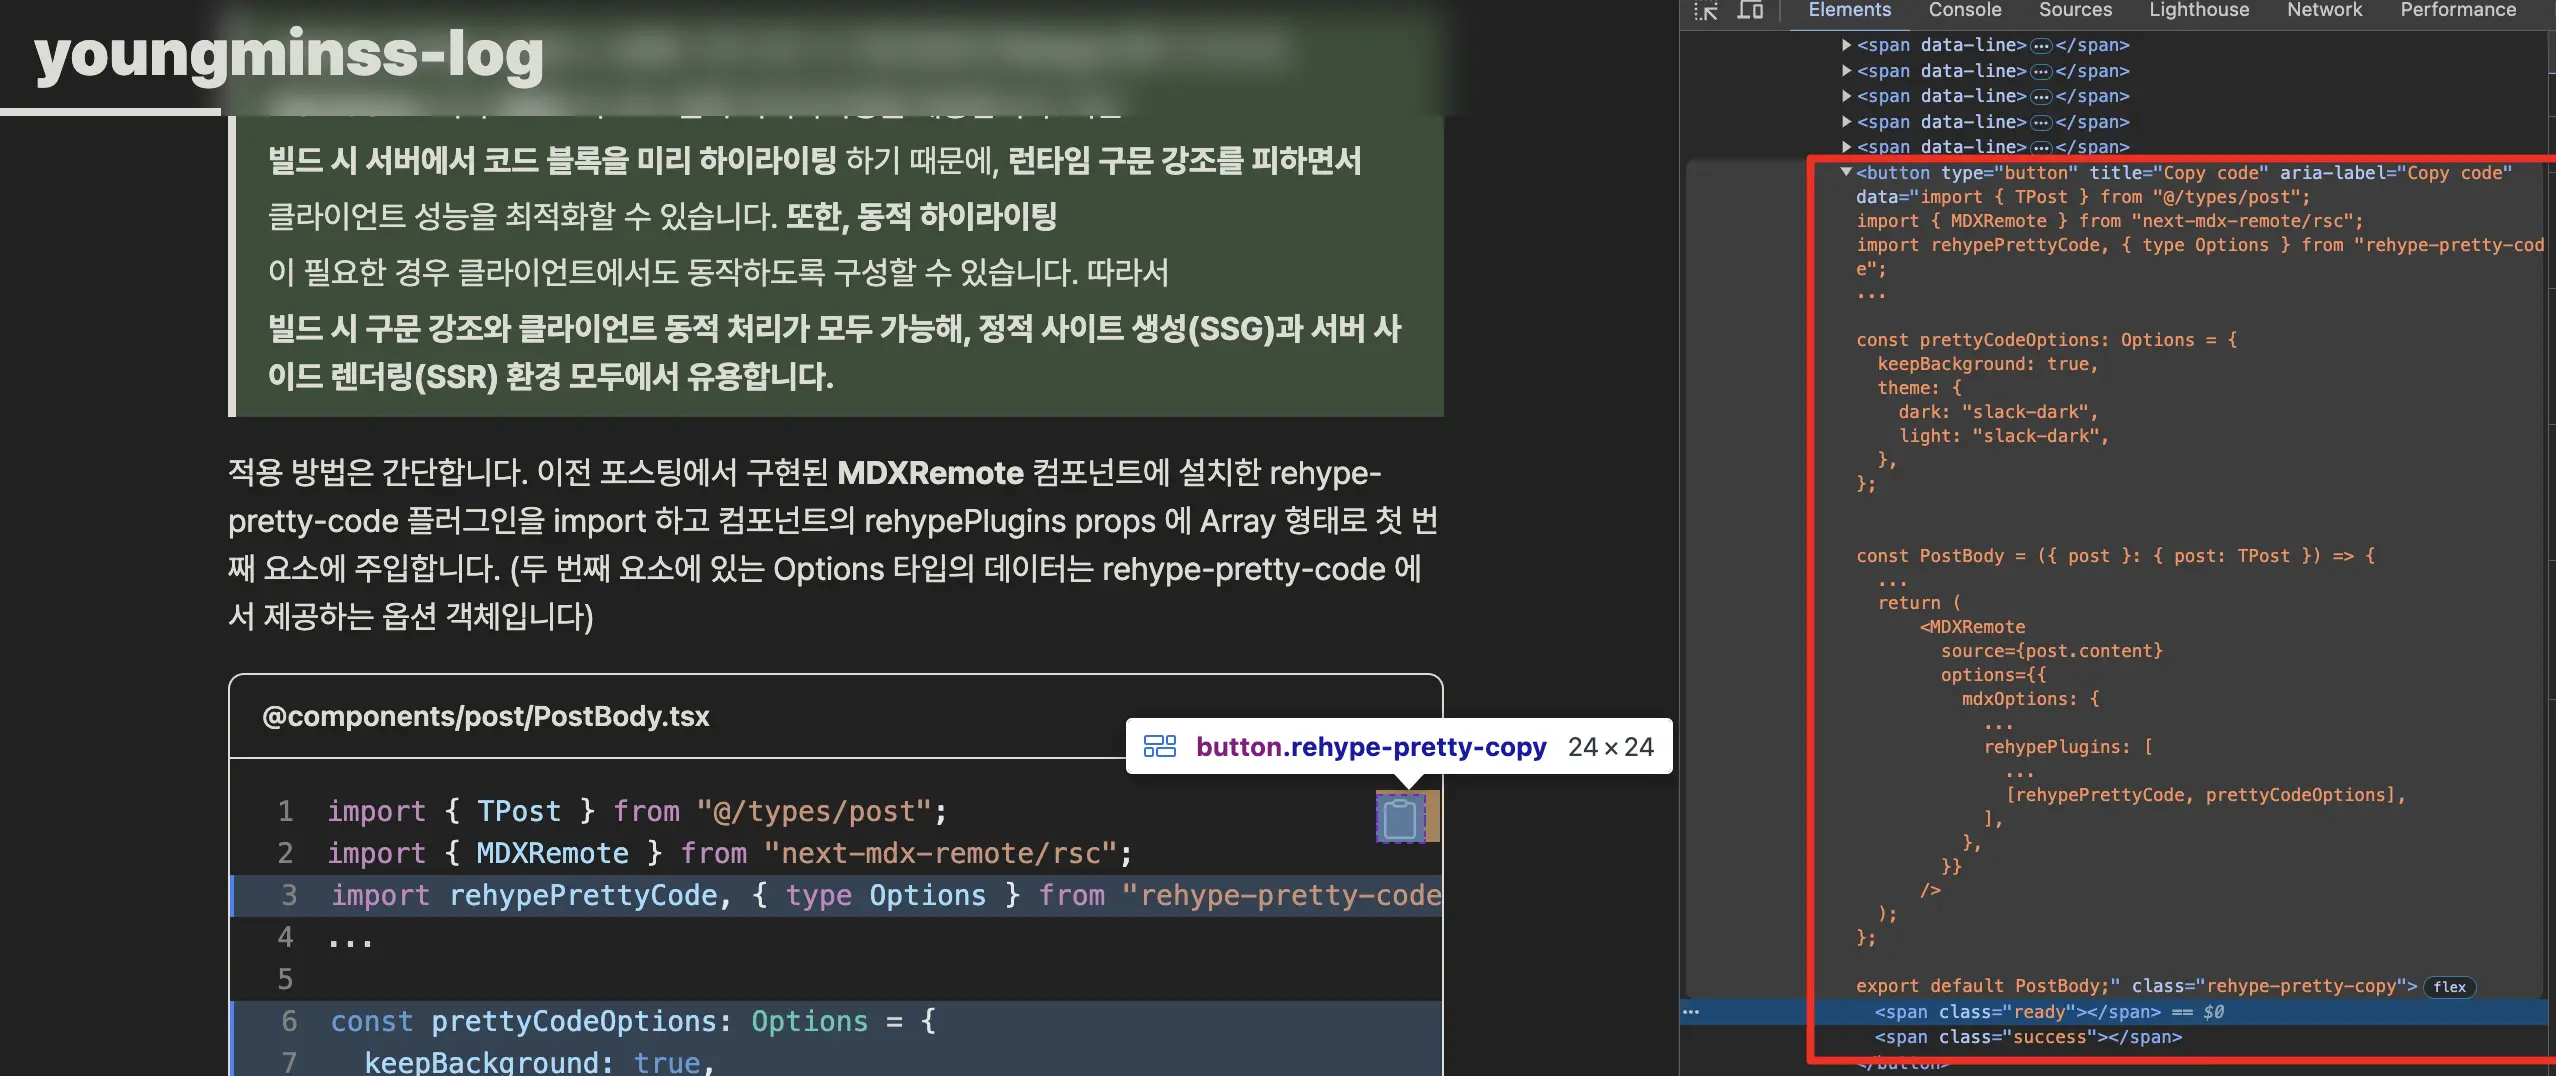 youngminss-log
빌드 시 서버에서 코드 블록을 미리 하이라이팅 하기 때문에, 런타임 구문 강조를 피하면서
클라이언트 성능을 최적화할 수 있습니다. 또한, 동적 하이라이팅
이 필요한 경우 클라이언트에서도 동작하도록 구성할 수 있습니다. 따라서
빌드 시 구문 강조와 클라이언트 동적 처리가 모두 가능해, 정적 사이트 생성(SSG)과 서버 사
이드 렌더링(SSR) 환경 모두에서 유용합니다.
적용 방법은 간단합니다. 이전 포스팅에서 구현된 MDXRemote 컴포넌트에 설치한 rehype-
pretty-code 플러그인을 import 하고 컴포넌트의 rehypePlugins props 에 Array 형태로 첫 번
째 요소에 주입합니다. (두 번째 요소에 있는 Options 타입의 데이터는 rehype-pretty-code 에
서 제공하는 옵션 객체입니다)
@components/post/PostBody.tsx
button.rehype-pretty-copy 24×24
1 import { TPost } from "@/types/post";
2 import { MDXRemote } from "next-mdx-remote/rsc";
3 import rehypePrettyCode, { type Options } from "rehype-pretty-code
4 ...
5
6 const prettyCodeOptions: Options = {
7 keepBackground: true,
Elements Console Sources Lighthouse Network Performance
<span data-line>…</span>
<span data-line>…</span>
<span data-line>…</span>
<span data-line>…</span>
<span data-line>…</span>
<button type="button" title="Copy code" aria-label="Copy code"
data="import { TPost } from "@/types/post";
import { MDXRemote } from "next-mdx-remote/rsc";
import rehypePrettyCode, { type Options } from "rehype-pretty-cod
e";
...
const prettyCodeOptions: Options = {
keepBackground: true,
theme: {
dark: "slack-dark",
light: "slack-dark",
},
};
const PostBody = ({ post }: { post: TPost }) => {
...
return (
<MDXRemote
source={post.content}
options={{
mdxOptions: {
...
rehypePlugins: [
...
[rehypePrettyCode, prettyCodeOptions],
],
},
}}
/>
);
};
export default PostBody;" class="rehype-pretty-copy"> flex
<span class="ready"></span> == $0
<span class="success"></span>
</button>